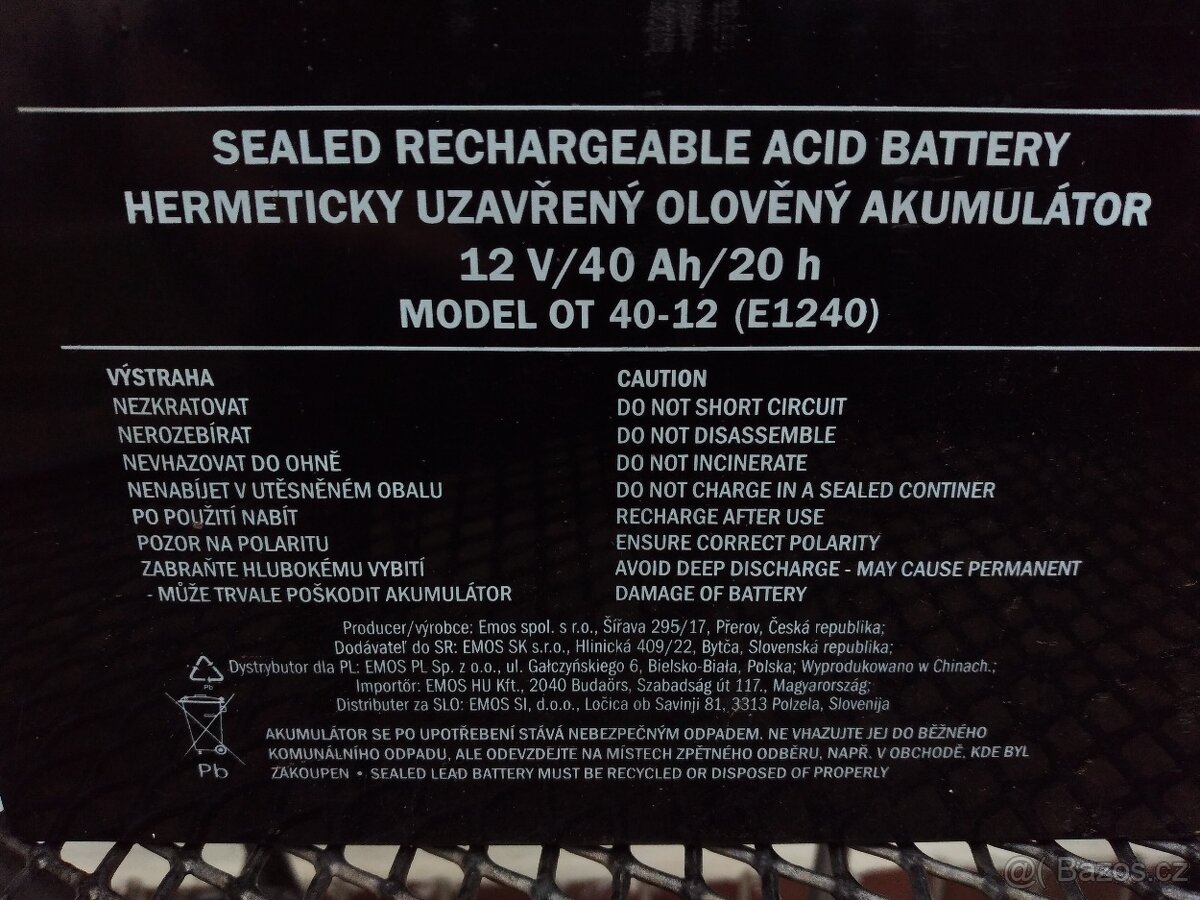 SEALED RECHARGEABLE ACID BATTERY
HERMETICKY UZAVŘENÝ OLOVĚNÝ AKUMULÁTOR
12 V/40 Ah/20 h
MODEL OT 40-12 (E1240)
VÝSTRAHA
NEZKRATOVAT
NEROZEBÍRAT
NEVHAZOVAT DO OHNĚ
NENABÍJET V UTĚSNĚNÉM OBALU
PO POUŽITÍ NABÍT
POZOR NA POLARITU
ZABRAŇTE HLUBOKÉMU VYBITÍ
- MŮŽE TRVALE POŠKODIT AKUMULÁTOR
CAUTION
DO NOT SHORT CIRCUIT
DO NOT DISASSEMBLE
DO NOT INCINERATE
DO NOT CHARGE IN A SEALED CONTINER
RECHARGE AFTER USE
ENSURE CORRECT POLARITY
AVOID DEEP DISCHARGE - MAY CAUSE PERMANENT
DAMAGE OF BATTERY
Producer/výrobce: Emos spol. s r.o., Šířava 295/17, Přerov, Česká republika;
Dodávateľ do SR: EMOS SK s.r.o., Hlinická 409/22, Bytča, Slovenská republika;
Dystrybutor dla PL: EMOS PL Sp. z o.o., ul. Gałczyńskiego 6, Bielsko-Biała, Polska; Wyprodukowano w Chinach.;
Importőr: EMOS HU Kft., 2040 Budaörs, Szabadság út 117., Magyarország;
Distributer za SLO: EMOS SI, d.o.o., Ločica ob Savinji 81, 3313 Polzela, Slovenija
Pb
Pb
AKUMULÁTOR SE PO UPOTŘEBENÍ STÁVÁ NEBEZPEČNÝM ODPADEM. NE VHAZUJTE JEJ DO BĚŽNÉHO
KOMUNÁLNÍHO ODPADU, ALE ODEVZDEJTE NA MÍSTECH ZPĚTNÉHO ODBĚRU, NAPŘ. V OBCHODĚ, KDE BYL
ZAKOUPEN • SEALED LEAD BATTERY MUST BE RECYCLED OR DISPOSED OF PROPERLY
@( Bazos.cz